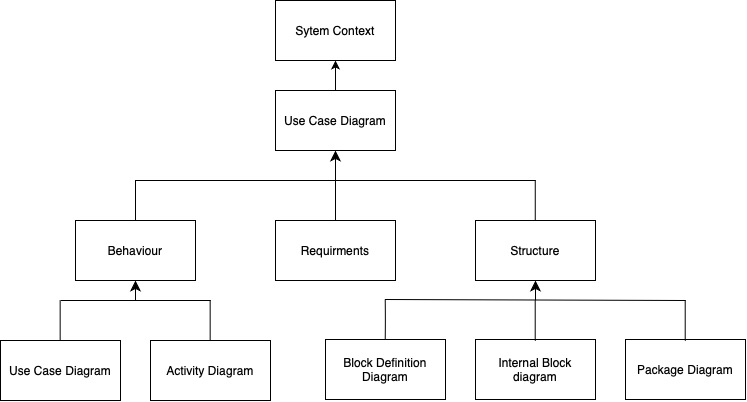 Sytem Context
Use Case Diagram
Behaviour
Requirments
Structure
Use Case Diagram
Activity Diagram
Block Definition
Diagram
Internal Block
diagram
Package Diagram